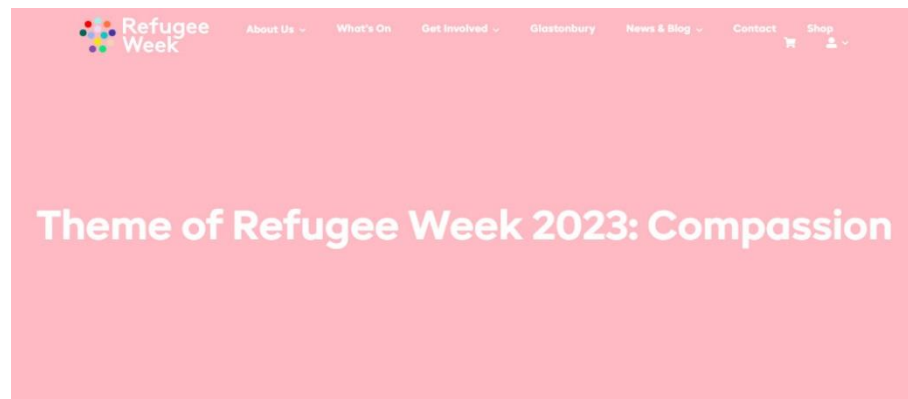 Refugee
Week
About Us
What's On
Get Involved
Glastonbury
News & Blog
Contact
Shop
Theme of Refugee Week 2023: Compassion